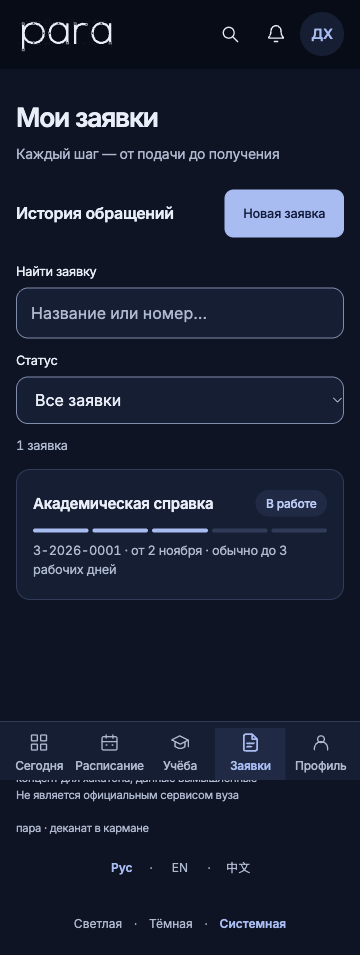 para
ДХ
Мои заявки
Каждый шаг — от подачи до получения
История обращений
Новая заявка
Найти заявку
Название или номер...
Статус
Все заявки
1 заявка
Академическая справка
В работе
3-2026-0001 · от 2 ноября · обычно до 3
рабочих дней
Сегодня
Расписание
Учёба
Заявки
Профиль
Не является официальным сервисом вуза
пара · деканат в кармане
Рус · EN · 中文
Светлая · Тёмная · Системная